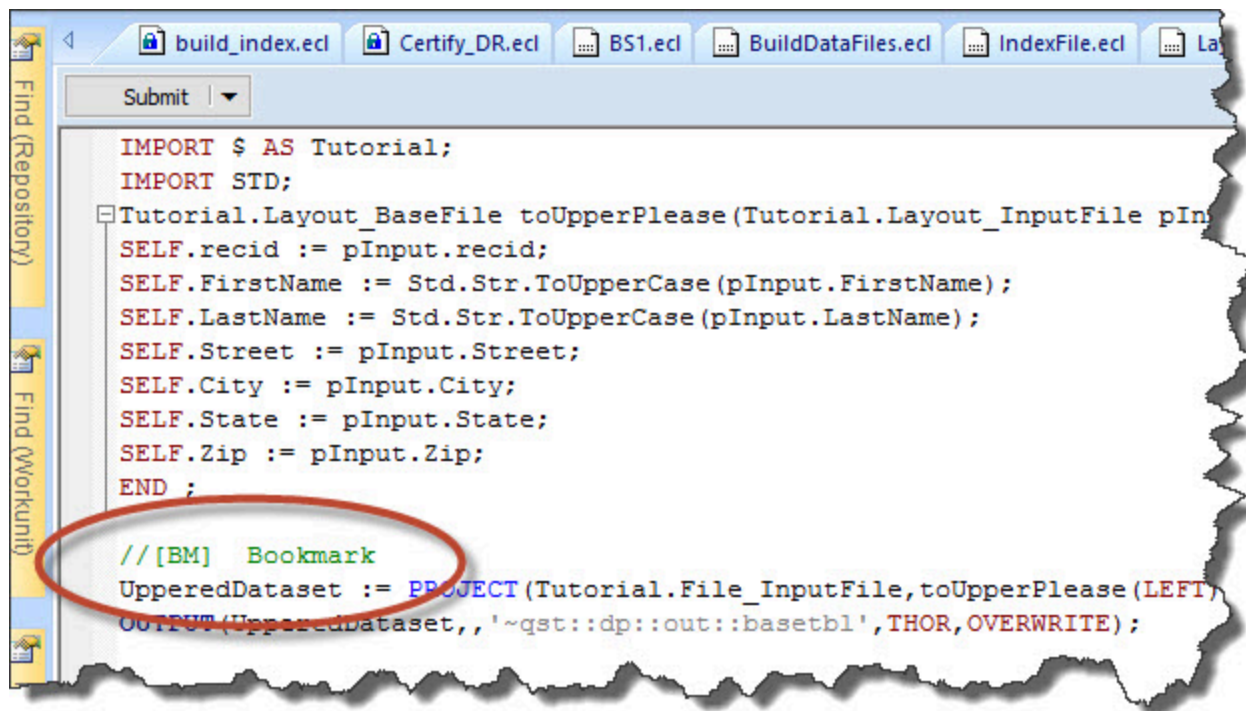 build_index.ecl Certify_DR.ecl BS1.ecl BuildDataFiles.ecl IndexFile.ecl
Submit
Find (Repository)
Find (Workunit)
IMPORT $ AS Tutorial;
IMPORT STD;
Tutorial.Layout_BaseFile toUpperPlease(Tutorial.Layout_InputFile
SELF.recid := pInput.recid;
SELF.FirstName := Std.Str.ToUpperCase(pInput.FirstName);
SELF.LastName := Std.Str.ToUpperCase(pInput.LastName);
SELF.Street := pInput.Street;
SELF.City := pInput.City;
SELF.State := pInput.State;
SELF.Zip := pInput.Zip;
END ;
//[BM] Bookmark
UpperedDataset := PROJECT(Tutorial.File_InputFile,toUpperPlease(LEFT)
OUTPUT(UpperedDataset,,'~qst::dp::out::basetbl',THOR,OVERWRITE);